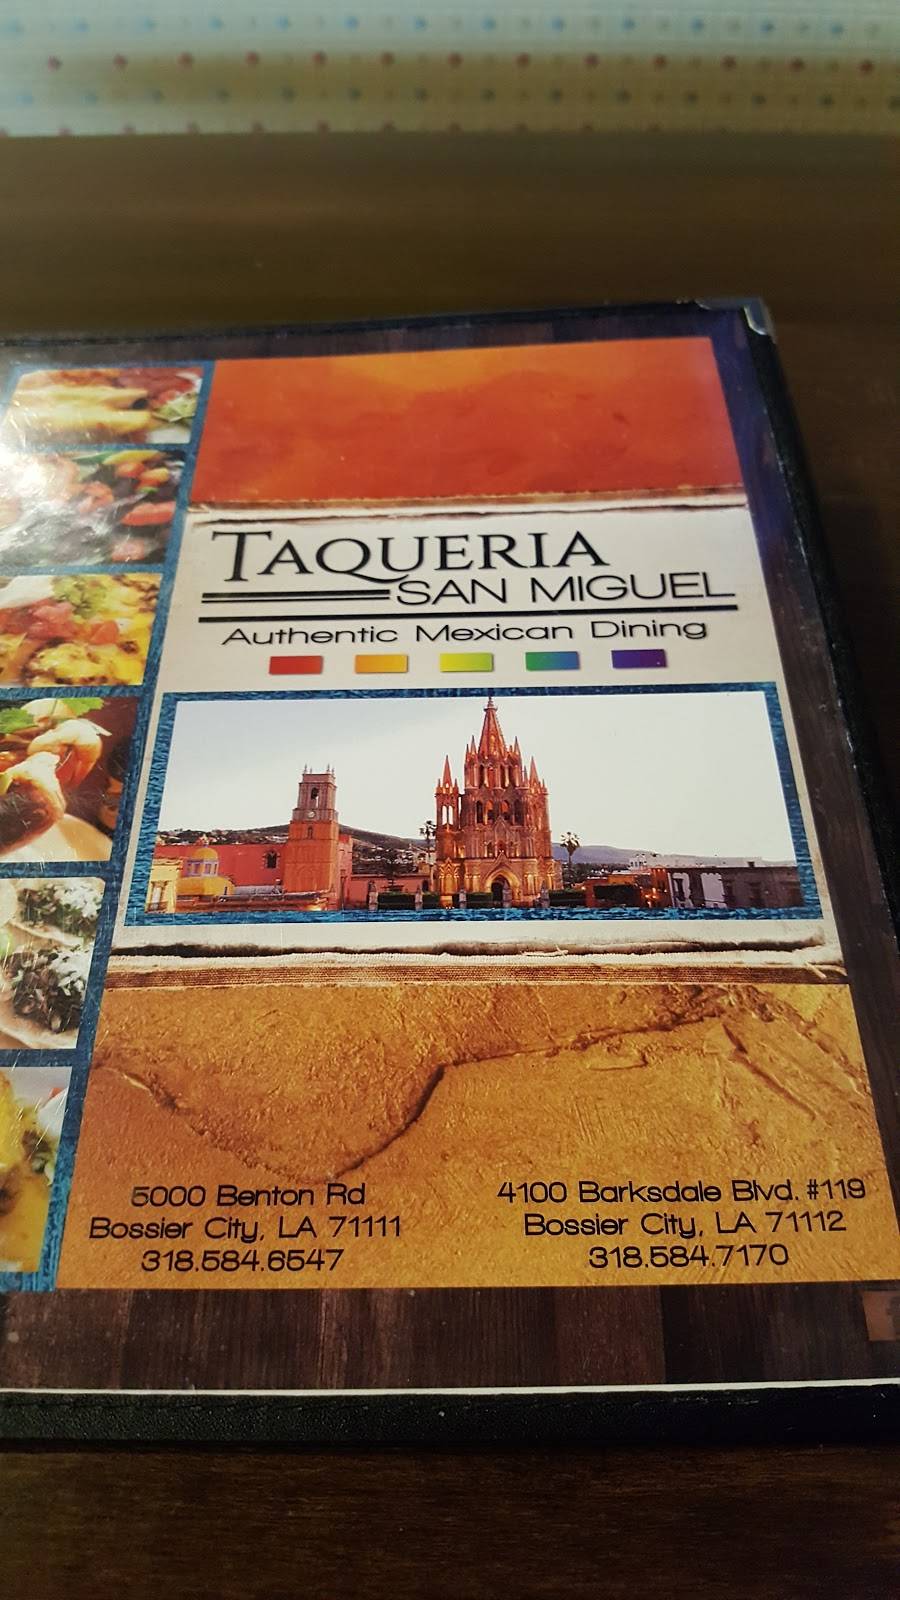 TAQUERIA
SAN MIGUEL
Authentic Mexican Dining
5000 Benton Rd
Bossier City, LA 71111
318.584.6547
4100 Barksdale Blvd. #119
Bossier City, LA 71112
318.584.7170